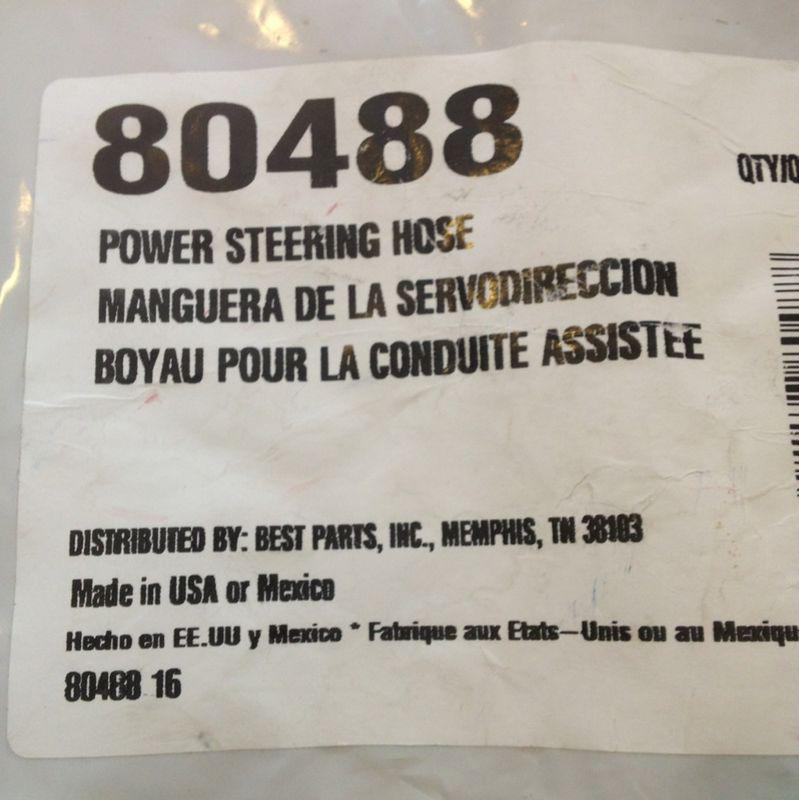 80488
QTY/Q
POWER STEERING HOSE
MANGUERA DE LA SERVODIRECCION
BOYAU POUR LA CONDUITE ASSISTEE
DISTRIBUTED BY: BEST PARTS, INC., MEMPHIS, TN 38103
Made in USA or Mexico
Hecho en EE.UU y Mexico * Fabrique aux Etats-Unis ou au Mexiqu
80488 16